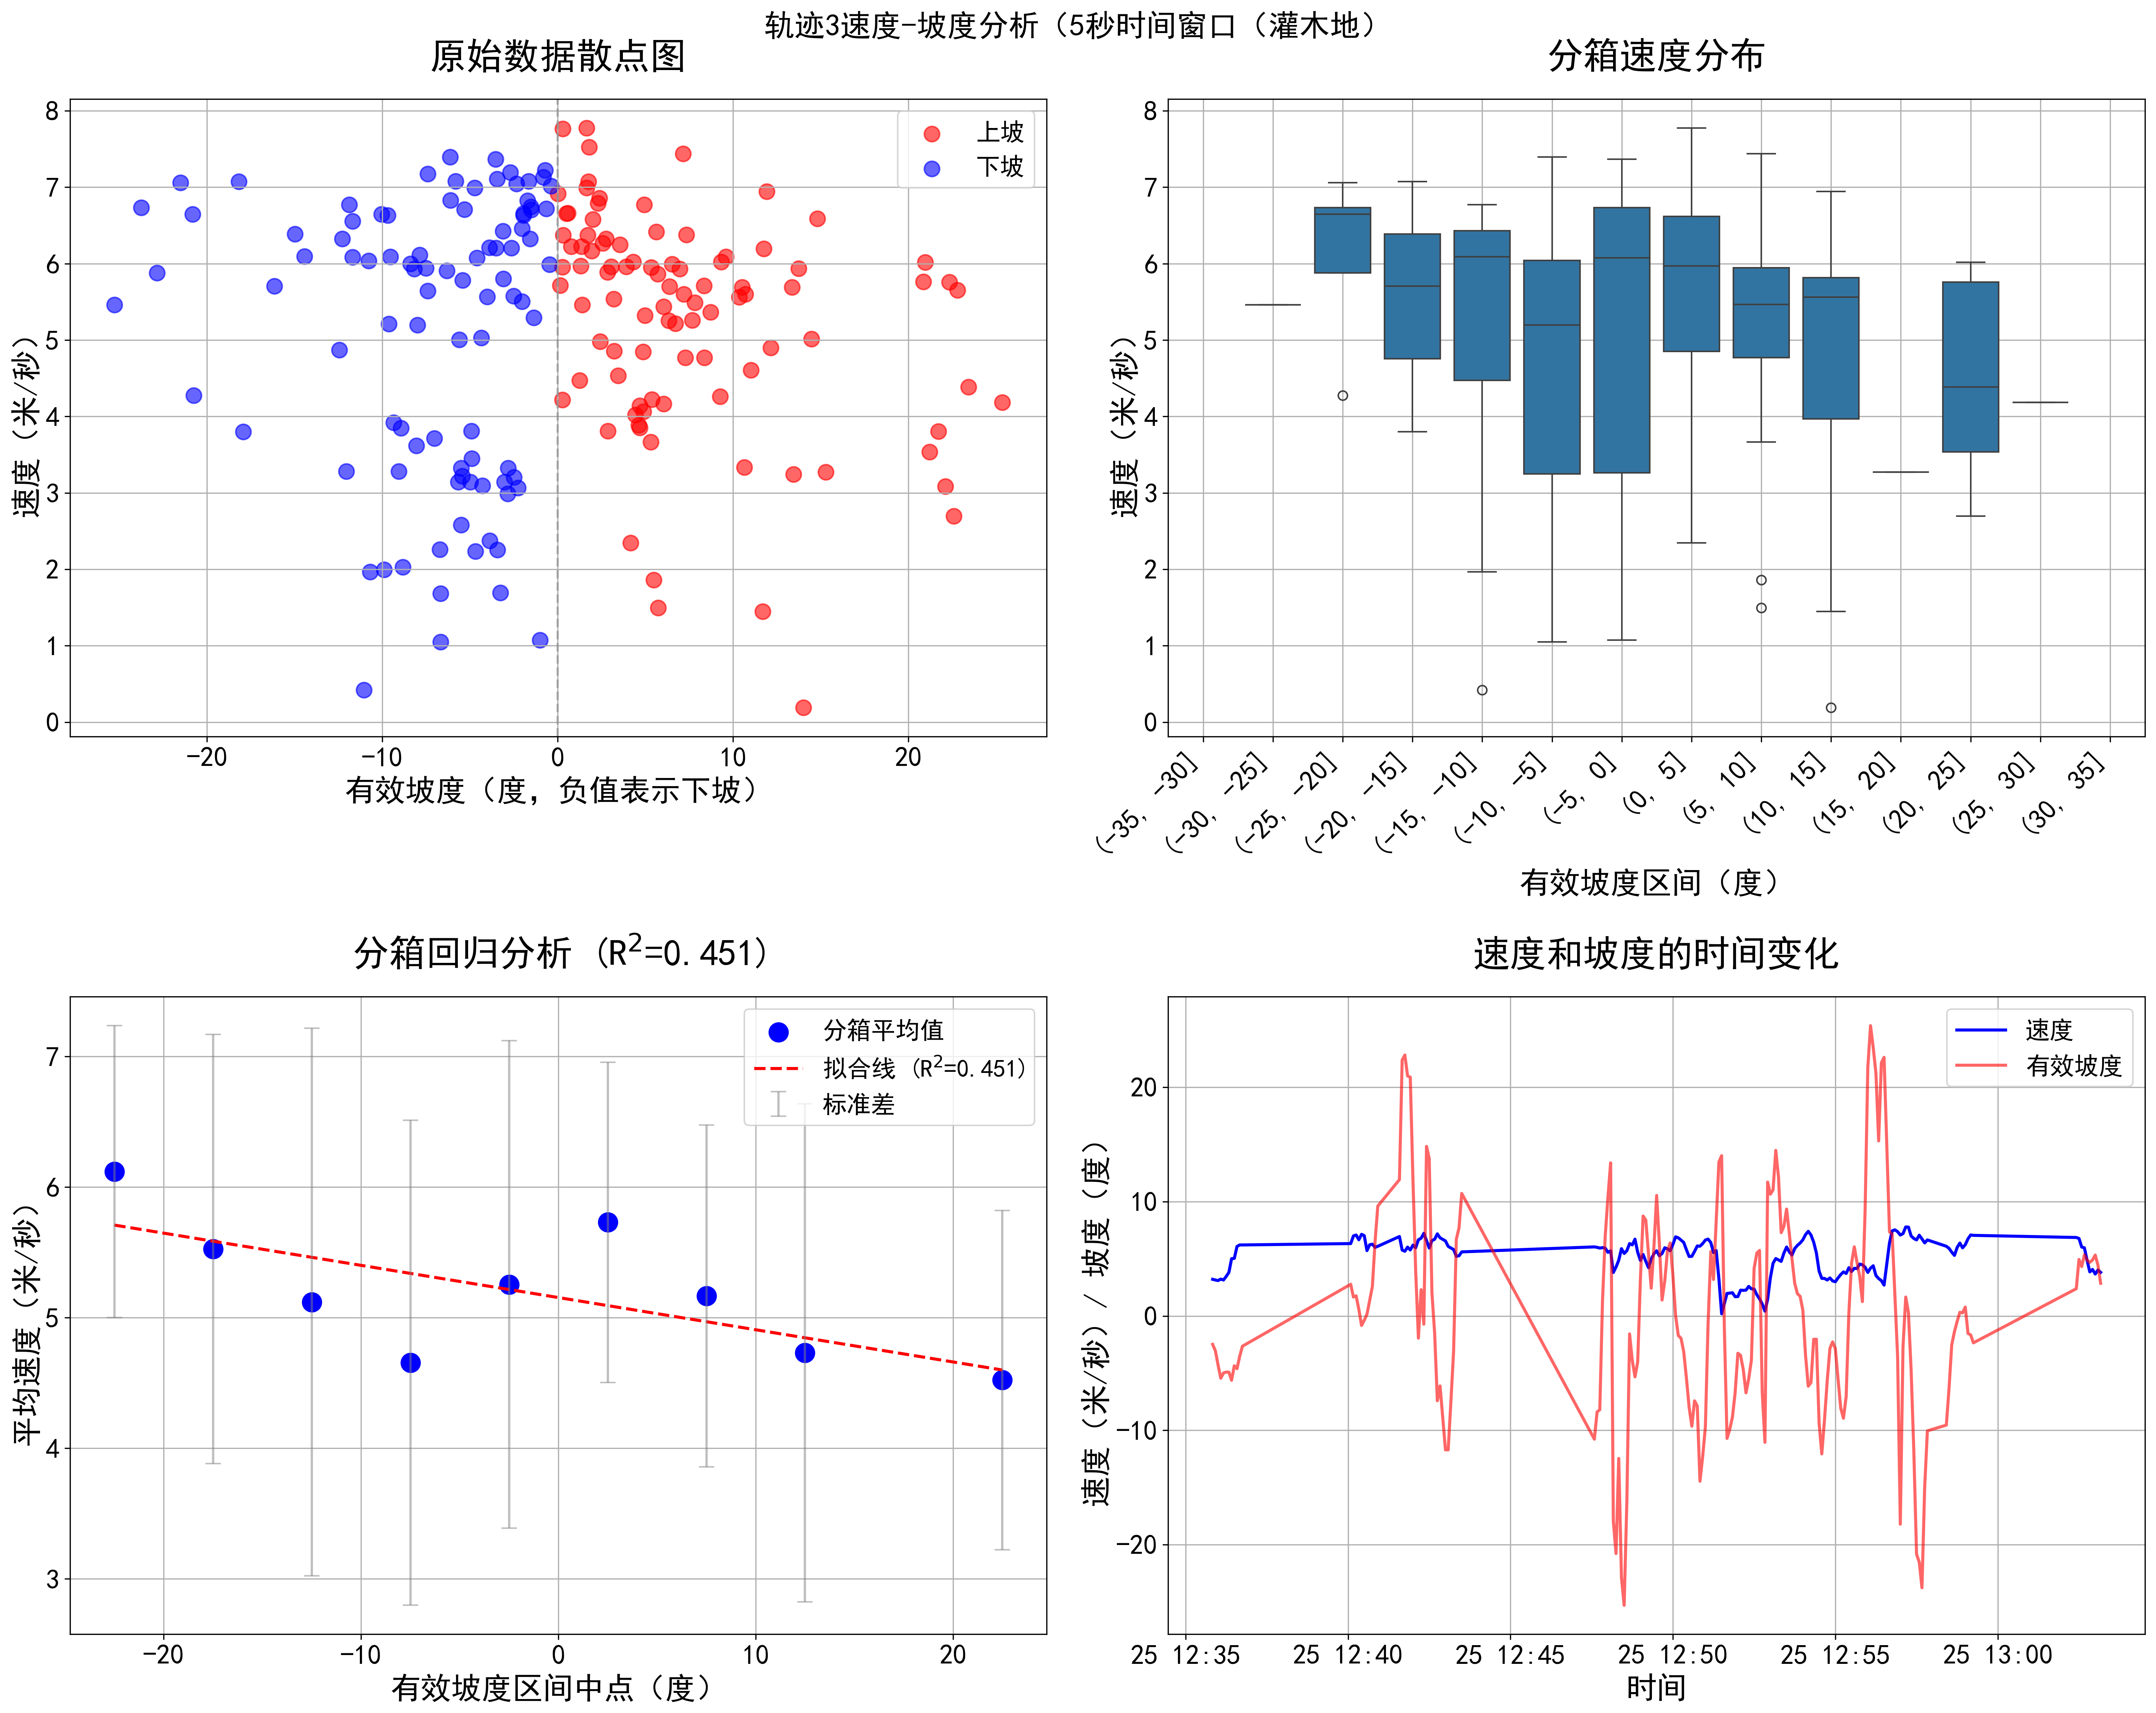 轨迹3速度-坡度分析（5秒时间窗口（灌木地）
原始数据散点图
8
7
6
5
4
3
2
1
0
速度（米/秒）
上坡
下坡
-20
-10
0
10
20
有效坡度（度，负值表示下坡）
分箱速度分布
8
7
6
5
4
3
2
1
0
速度（米/秒）
(-35, -30]
(-30, -25]
(-25, -20]
(-20, -15]
(-15, -10]
(-10, -5]
(-5, 0]
(0, 5]
(5, 10]
(10, 15]
(15, 20]
(20, 25]
(25, 30]
(30, 35]
有效坡度区间（度）
分箱回归分析 (R²=0.451)
7
6
5
4
3
平均速度（米/秒）
分箱平均值
拟合线 (R²=0.451)
标准差
-20
-10
0
10
20
有效坡度区间中点（度）
速度和坡度的时间变化
20
10
0
-10
-20
速度（米/秒）/ 坡度（度）
速度
有效坡度
25 12:35
25 12:40
25 12:45
25 12:50
25 12:55
25 13:00
时间